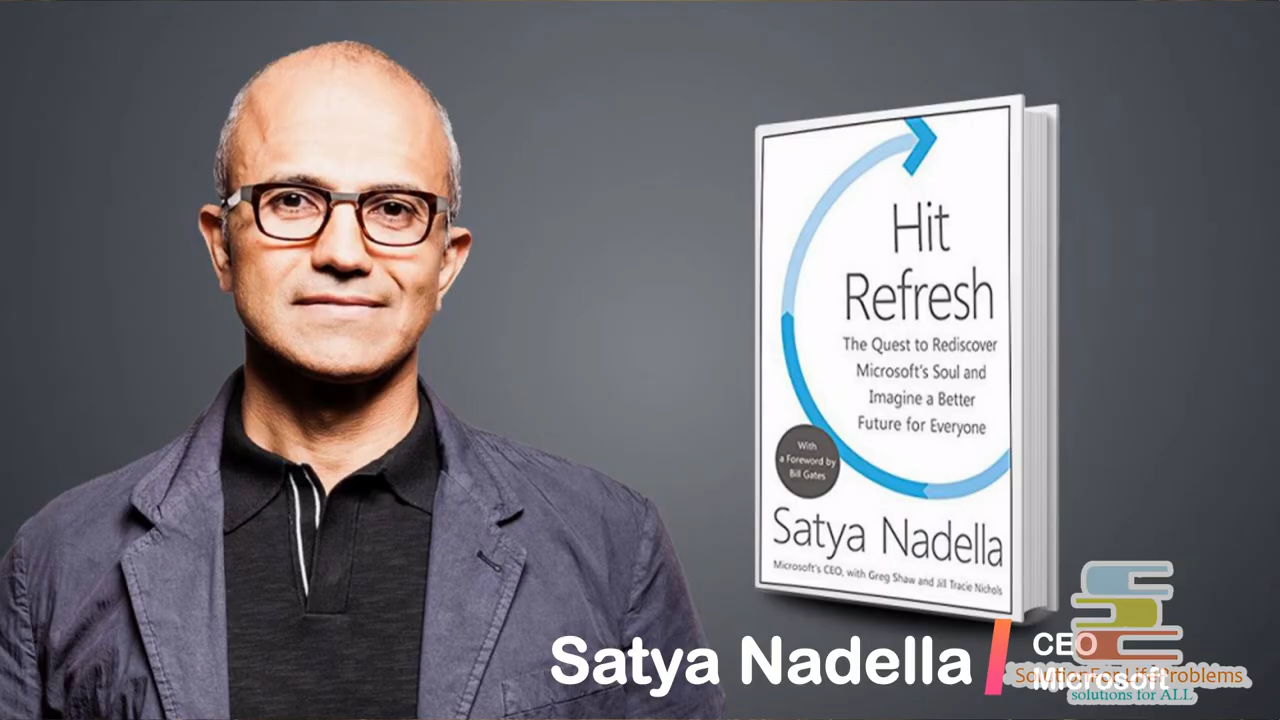 Hit
Refresh
The Quest to Rediscover
Microsoft's Soul and
Imagine a Better
Future for Everyone
With
a Foreword by
Bill Gates
Satya Nadella
Microsoft's CEO, with Greg Shaw and Jill Tracie Nichols
Satya Nadella
CEO
Microsoft
SolutionForLifeProblems
solutions for ALL